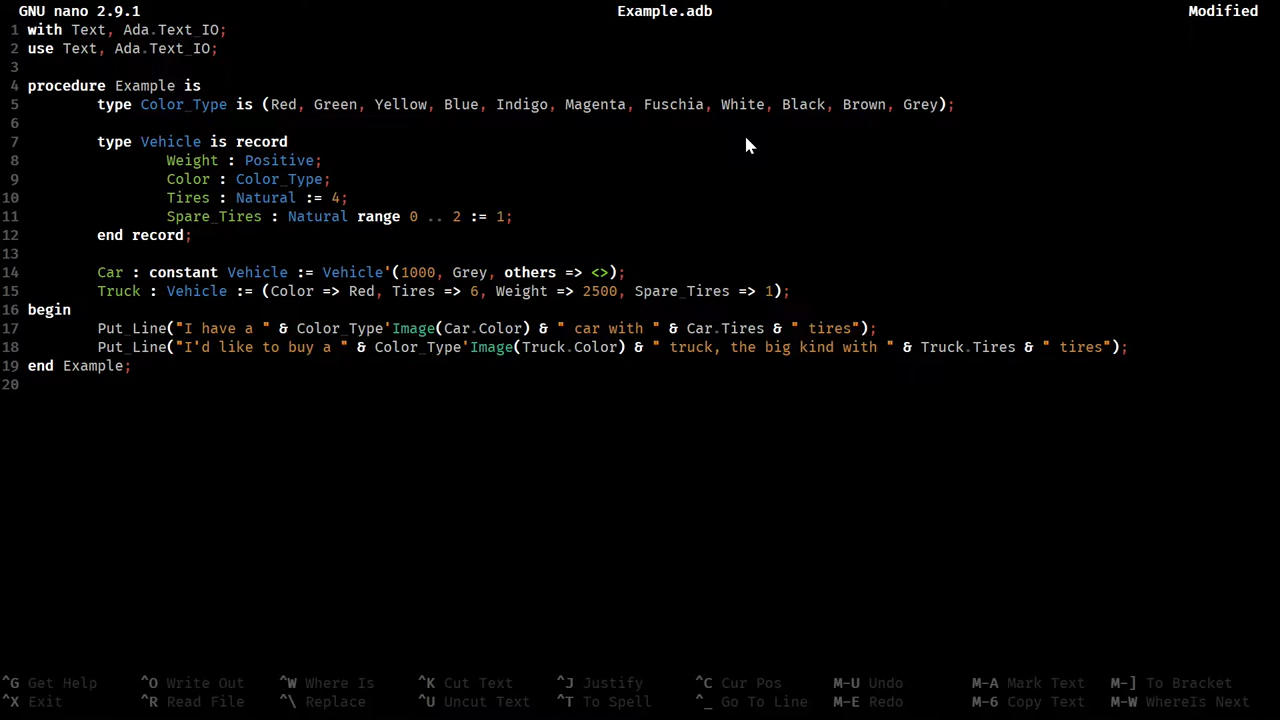 GNU nano 2.9.1 Example.adb Modified
1 with Text, Ada.Text_IO;
2 use Text, Ada.Text_IO;
3
4 procedure Example is
5 type Color_Type is (Red, Green, Yellow, Blue, Indigo, Magenta, Fuschia, White, Black, Brown, Grey);
6
7 type Vehicle is record
8 Weight : Positive;
9 Color : Color_Type;
10 Tires : Natural := 4;
11 Spare_Tires : Natural range 0 .. 2 := 1;
12 end record;
13
14 Car : constant Vehicle := Vehicle'(1000, Grey, others => <>);
15 Truck : Vehicle := (Color => Red, Tires => 6, Weight => 2500, Spare_Tires => 1);
16 begin
17 Put_Line("I have a " & Color_Type'Image(Car.Color) & " car with " & Car.Tires & " tires");
18 Put_Line("I'd like to buy a " & Color_Type'Image(Truck.Color) & " truck, the big kind with " & Truck.Tires & " tires");
19 end Example;
20
^G Get Help ^O Write Out ^W Where Is ^K Cut Text ^J Justify ^C Cur Pos M-U Undo M-A Mark Text M-] To Bracket
^X Exit ^R Read File ^\ Replace ^U Uncut Text ^T To Spell ^_ Go To Line M-E Redo M-6 Copy Text M-W WhereIs Next